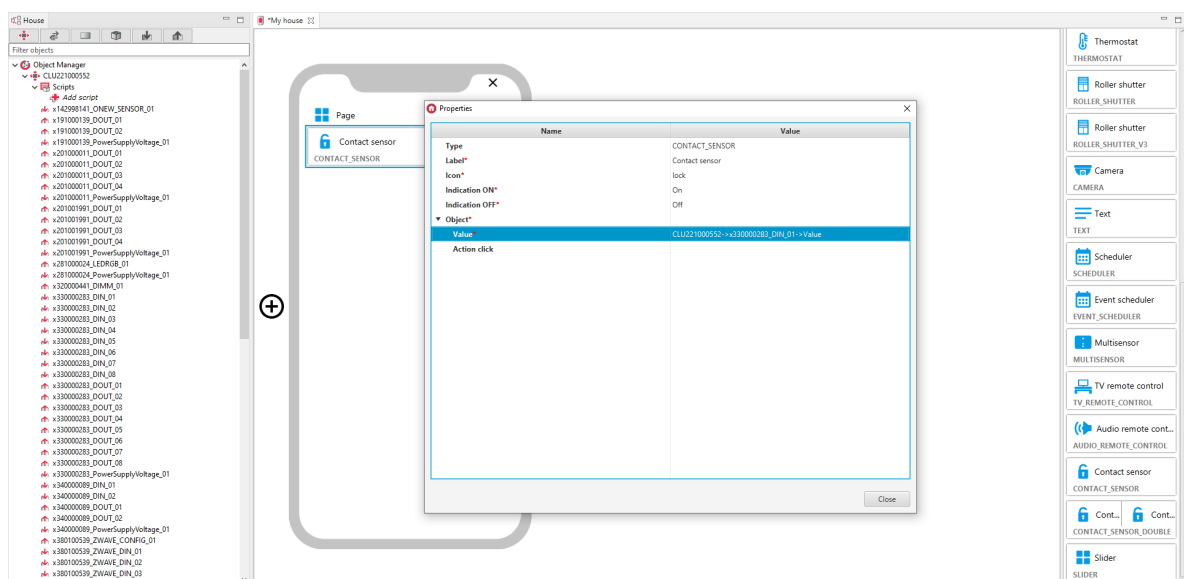 House
*My house
Filter objects
Object Manager
CLU221000552
Scripts
Add script
x142998141_ONEW_SENSOR_01
x191000139_DOUT_01
x191000139_DOUT_02
x191000139_PowerSupplyVoltage_01
x201000011_DOUT_01
x201000011_DOUT_02
x201000011_DOUT_03
x201000011_DOUT_04
x201000011_PowerSupplyVoltage_01
x201001991_DOUT_01
x201001991_DOUT_02
x201001991_DOUT_03
x201001991_DOUT_04
x201001991_PowerSupplyVoltage_01
x281000024_LEDRGB_01
x281000024_PowerSupplyVoltage_01
x320000441_DIMM_01
x330000283_DIN_01
x330000283_DIN_02
x330000283_DIN_03
x330000283_DIN_04
x330000283_DIN_05
x330000283_DIN_06
x330000283_DIN_07
x330000283_DIN_08
x330000283_DOUT_01
x330000283_DOUT_02
x330000283_DOUT_03
x330000283_DOUT_04
x330000283_DOUT_05
x330000283_DOUT_06
x330000283_DOUT_07
x330000283_DOUT_08
x330000283_PowerSupplyVoltage_01
x340000089_DIN_01
x340000089_DIN_02
x340000089_DOUT_01
x340000089_DOUT_02
x340000089_PowerSupplyVoltage_01
x380100539_ZWAVE_CONFIG_01
x380100539_ZWAVE_DIN_01
x380100539_ZWAVE_DIN_02
x380100539_ZWAVE_DIN_03
Page
Contact sensor
CONTACT_SENSOR
Properties
Name Value
Type CONTACT_SENSOR
Label* Contact sensor
Icon* lock
Indication ON* On
Indication OFF* Off
Object*
Value* CLU221000552->x330000283_DIN_01->Value
Action click
Close
Thermostat
THERMOSTAT
Roller shutter
ROLLER_SHUTTER
Roller shutter
ROLLER_SHUTTER_V3
Camera
CAMERA
Text
TEXT
Scheduler
SCHEDULER
Event scheduler
EVENT_SCHEDULER
Multisensor
MULTISENSOR
TV remote control
TV_REMOTE_CONTROL
Audio remote cont...
AUDIO_REMOTE_CONTROL
Contact sensor
CONTACT_SENSOR
Cont... Cont...
CONTACT_SENSOR_DOUBLE
Slider
SLIDER